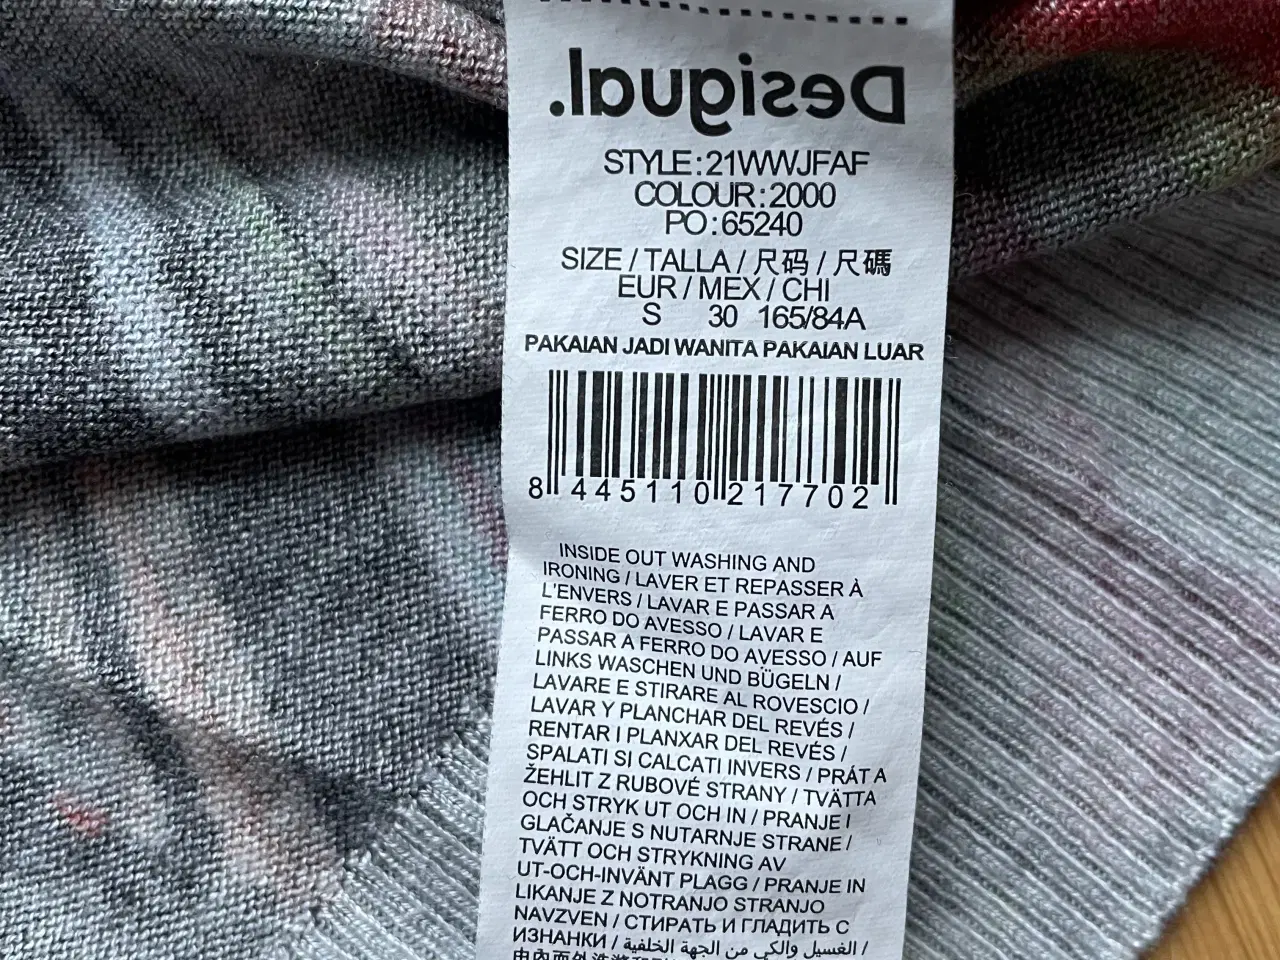 Desigual.
STYLE:21WWJFAF
COLOUR:2000
PO:65240
SIZE / TALLA / 尺码 / 尺碼
EUR / MEX / CHI
S 30 165/84A
PAKAIAN JADI WANITA PAKAIAN LUAR
8 445110 217702
INSIDE OUT WASHING AND
IRONING / LAVER ET REPASSER À
L'ENVERS / LAVAR E PASSAR A
FERRO DO AVESSO / LAVAR E
PASSAR A FERRO DO AVESSO / AUF
LINKS WASCHEN UND BÜGELN /
LAVARE E STIRARE AL ROVESCIO /
LAVAR Y PLANCHAR DEL REVÉS /
RENTAR I PLANXAR DEL REVÉS /
SPALATI SI CALCATI INVERS / PRÁT A
ŽEHLIT Z RUBOVÉ STRANY / TVÄTTA
OCH STRYK UT OCH IN / PRANJE I
GLAČANJE S NUTARNJE STRANE /
TVÄTT OCH STRYKNING AV
UT-OCH-INVÄNT PLAGG / PRANJE IN
LIKANJE Z NOTRANJO STRANJO
NAVZVEN / СТИРАТЬ И ГЛАДИТЬ С
ИЗНАНКИ / الغسيل والكي من الجهة الخلفية /